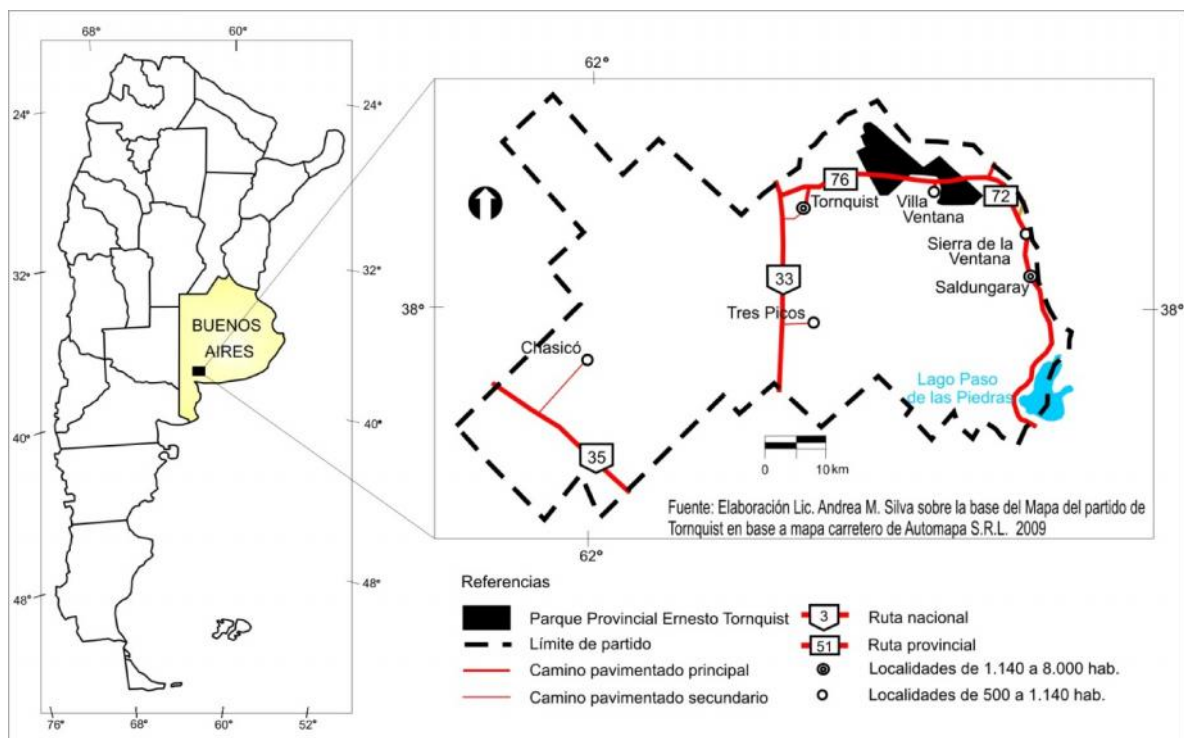 68°
60°
24°
24°
32°
32°
BUENOS
AIRES
40°
40°
48°
48°
76°
68°
60°
52°
62°
76
72
Tornquist
Villa
Ventana
Sierra de la
Ventana
33
Saldungaray
38°
38°
Tres Picos
Chasicó
Lago Paso
de las Piedras
35
0 10 km
Fuente: Elaboración Lic. Andrea M. Silva sobre la base del Mapa del partido de
Tornquist en base a mapa carretero de Automapa S.R.L. 2009
62°
Referencias
Parque Provincial Ernesto Tornquist
Límite de partido
Camino pavimentado principal
Camino pavimentado secundario
3 Ruta nacional
51 Ruta provincial
Localidades de 1.140 a 8.000 hab.
Localidades de 500 a 1.140 hab.